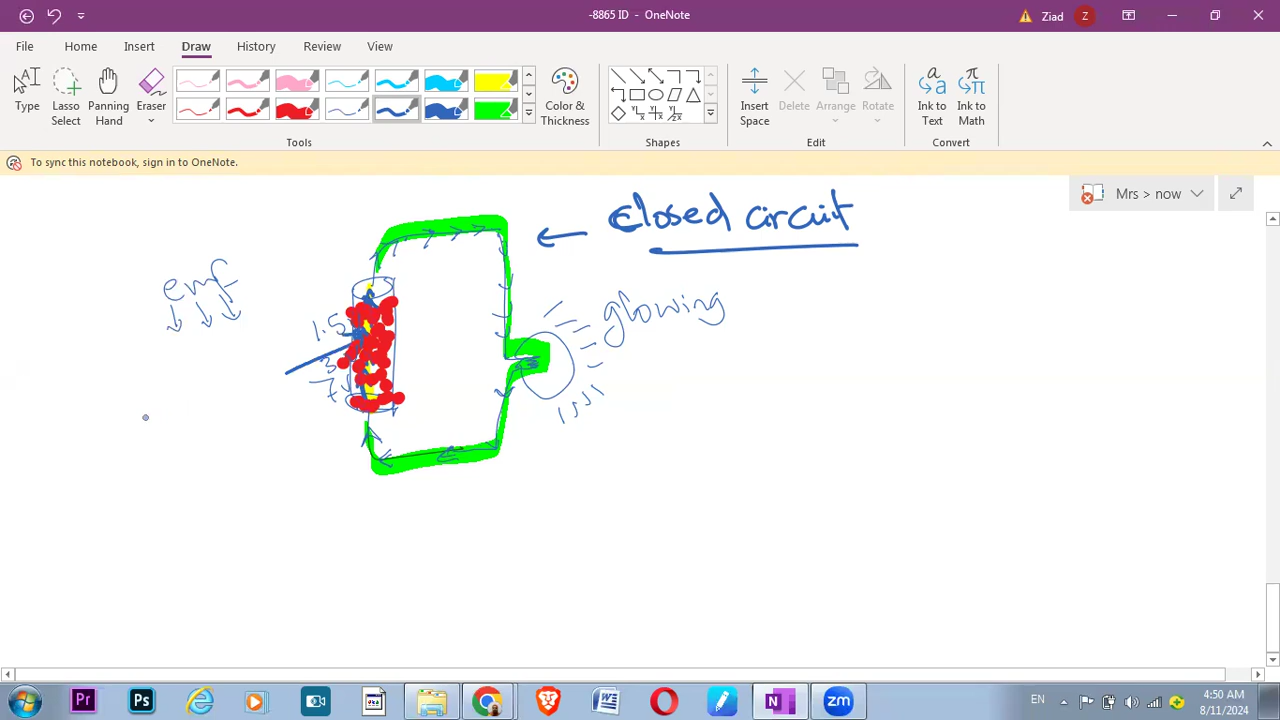 -8865 ID - OneNote
Ziad
Z
File
Home
Insert
Draw
History
Review
View
Type
Lasso Select
Panning Hand
Eraser
Color & Thickness
Insert Space
Delete
Arrange
Rotate
Ink to Text
Ink to Math
Tools
Shapes
Edit
Convert
To sync this notebook, sign in to OneNote.
Mrs > now
closed circuit
emf
glowing
1.5
3
7
EN
4:50 AM
8/11/2024